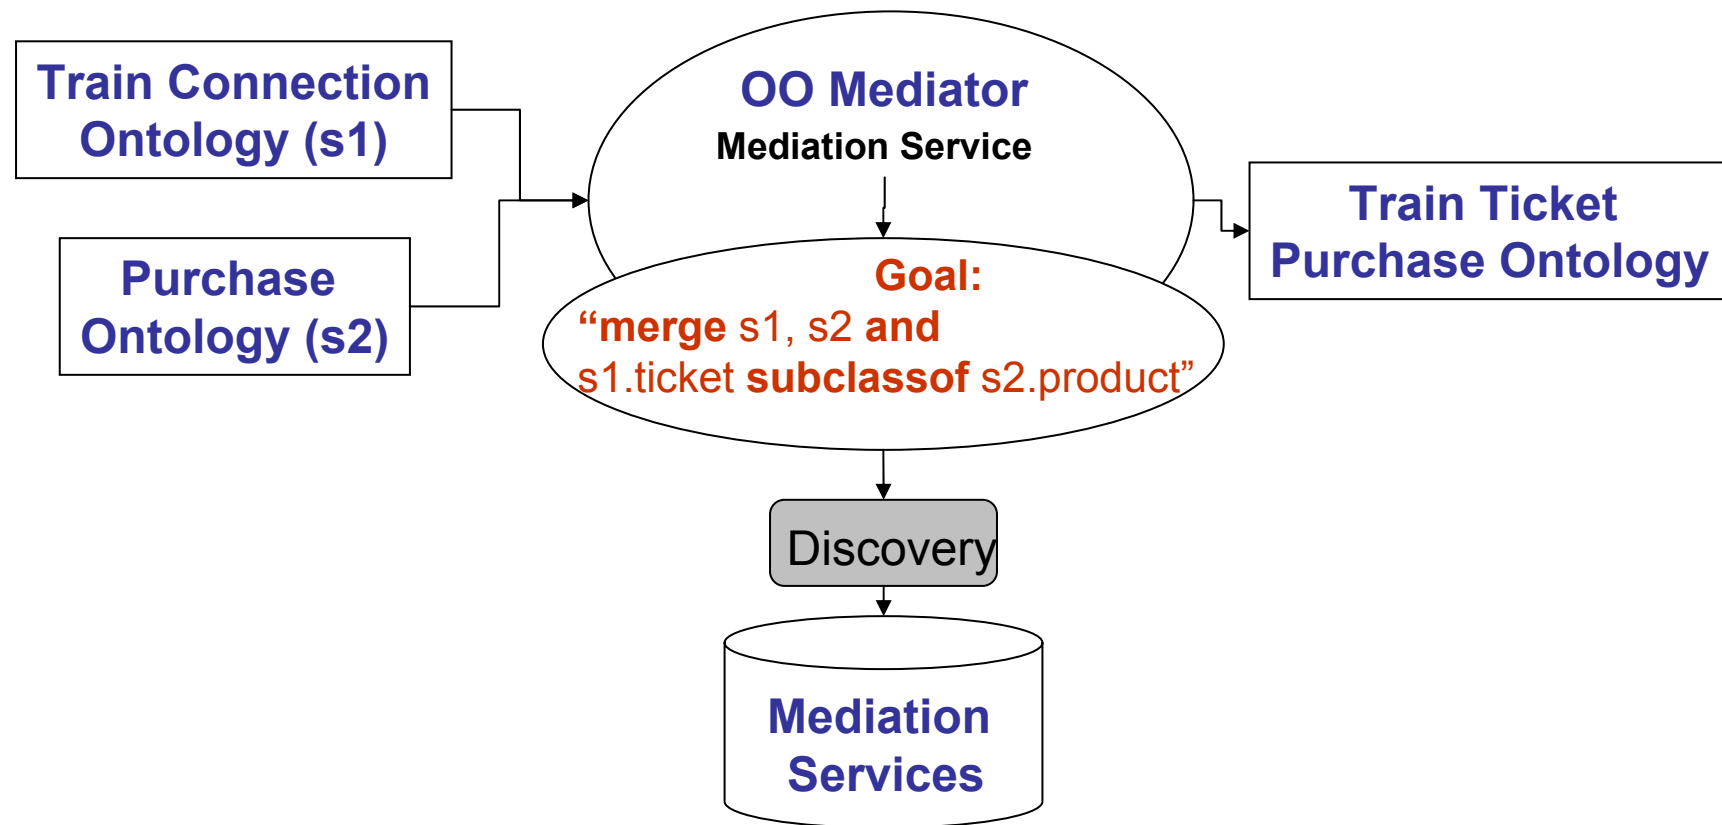 Train Connection
Ontology (s1)
Purchase
Ontology (s2)
OO Mediator
Mediation Service
Goal:
“merge s1, s2 and
s1.ticket subclassof s2.product”
Train Ticket
Purchase Ontology
Discovery
Mediation
Services